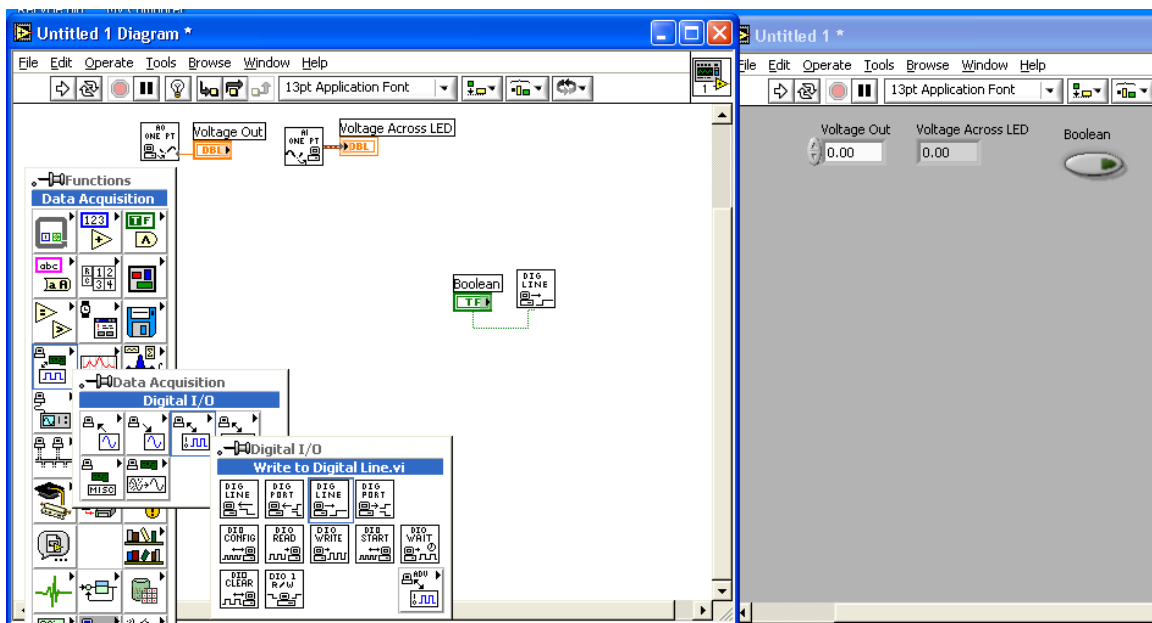 Untitled 1 Diagram *
File Edit Operate Tools Browse Window Help
13pt Application Font
1
AO
ONE PT
Voltage Out
DBL
AI
ONE PT
Voltage Across LED
DBL
Functions
Data Acquisition
123
TF
abc
Boolean
TF
DIG
LINE
Data Acquisition
Digital I/O
MISC
Digital I/O
Write to Digital Line.vi
DIG LINE
DIG PORT
DIG LINE
DIG PORT
DIO CONFIG
DIO READ
DIO WRITE
DIO START
DIO WAIT
DIO CLEAR
DIO 1 R/W
ADV
Untitled 1 *
File Edit Operate Tools Browse Window Help
13pt Application Font
Voltage Out
Voltage Across LED
Boolean
0.00
0.00